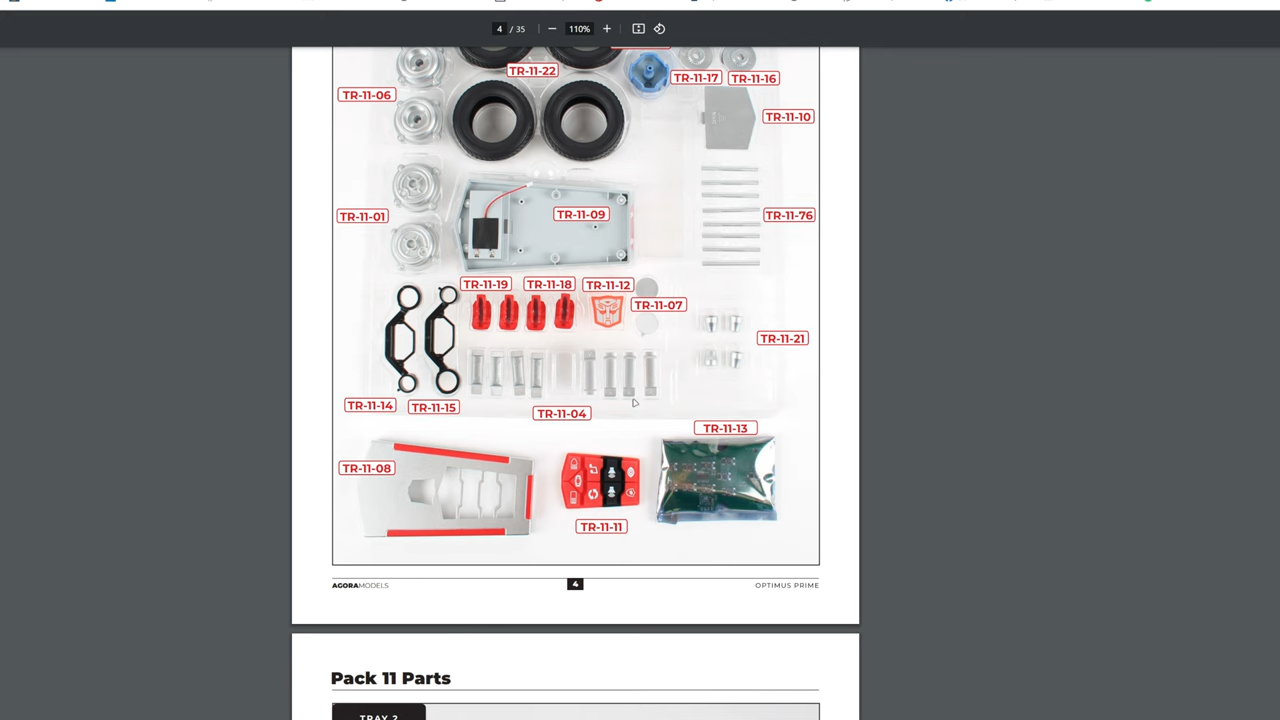 4 / 35
110%
TR-11-22
TR-11-17
TR-11-16
TR-11-06
TR-11-10
TR-11-01
TR-11-09
TR-11-76
TR-11-19
TR-11-18
TR-11-12
TR-11-07
TR-11-21
TR-11-14
TR-11-15
TR-11-04
TR-11-13
TR-11-08
TR-11-11
AGORAMODELS
4
OPTIMUS PRIME
Pack 11 Parts
TRAY 2